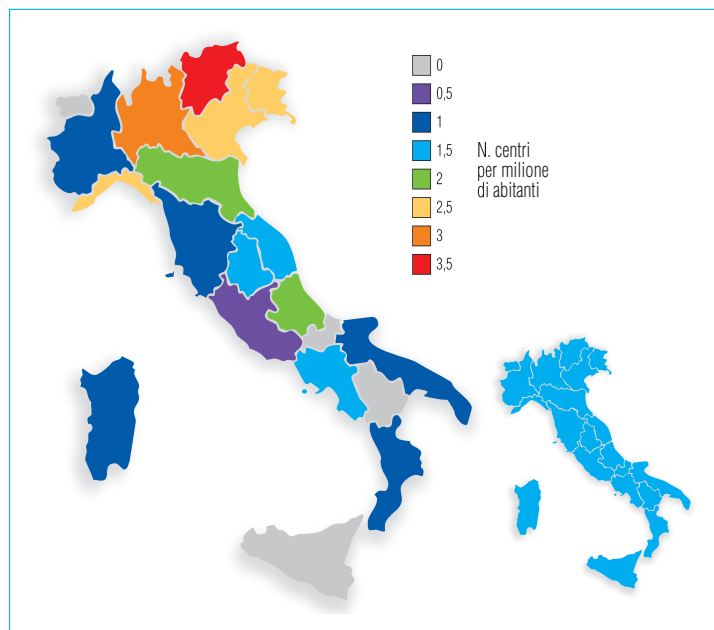 0
0,5
1
1,5
2
2,5
3
3,5
N. centri
per milione
di abitanti